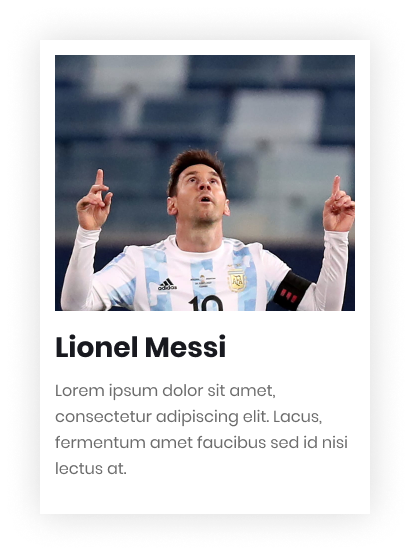 adidas
10
AFA
Lionel Messi
Lorem ipsum dolor sit amet,
consectetur adipiscing elit. Lacus,
fermentum amet faucibus sed id nisi
lectus at.